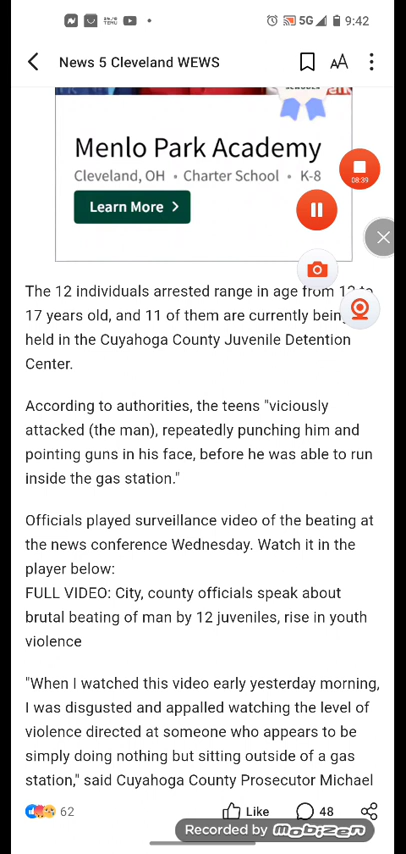 9:42
5G
News 5 Cleveland WEWS
AA
Menlo Park Academy
Cleveland, OH • Charter School • K-8
Learn More >
08:39
The 12 individuals arrested range in age from 12 to
17 years old, and 11 of them are currently being
held in the Cuyahoga County Juvenile Detention
Center.
According to authorities, the teens "viciously
attacked (the man), repeatedly punching him and
pointing guns in his face, before he was able to run
inside the gas station."
Officials played surveillance video of the beating at
the news conference Wednesday. Watch it in the
player below:
FULL VIDEO: City, county officials speak about
brutal beating of man by 12 juveniles, rise in youth
violence
"When I watched this video early yesterday morning,
I was disgusted and appalled watching the level of
violence directed at someone who appears to be
simply doing nothing but sitting outside of a gas
station," said Cuyahoga County Prosecutor Michael
62
Like
48
Recorded by mobizen